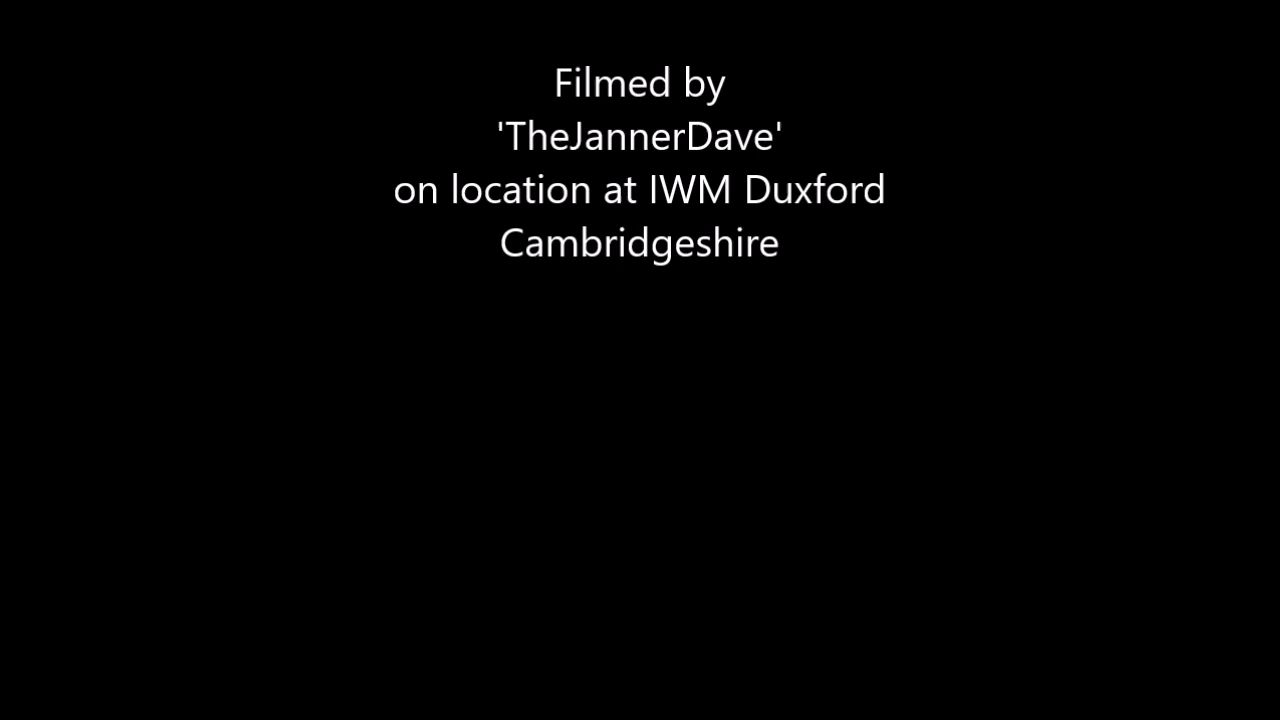 Filmed by
'TheJannerDave'
on location at IWM Duxford
Cambridgeshire